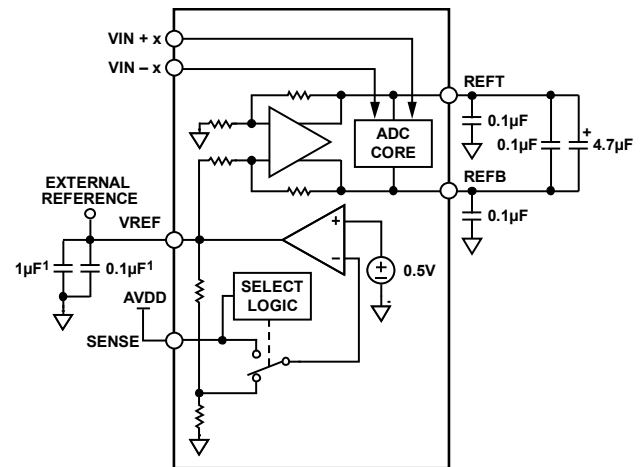 VIN + x
VIN – x
REFT
0.1µF
ADC
CORE
0.1µF
+
4.7µF
REFB
0.1µF
EXTERNAL
REFERENCE
VREF
1µF¹
0.1µF¹
+
–
0.5V
SELECT
LOGIC
AVDD
SENSE